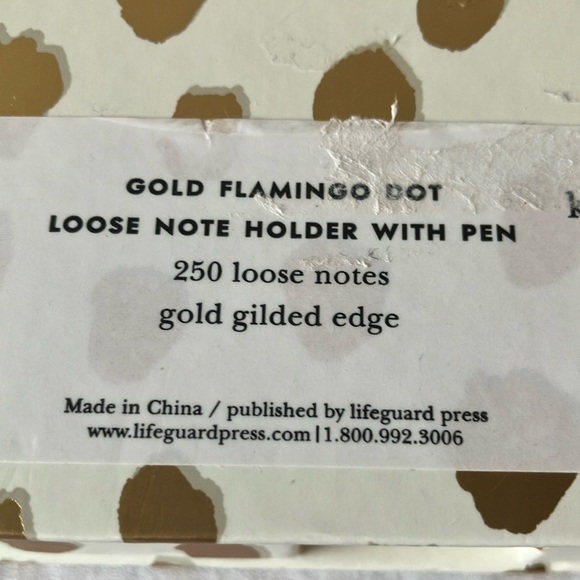 GOLD FLAMINGO DOT
LOOSE NOTE HOLDER WITH PEN
250 loose notes
gold gilded edge
Made in China / published by lifeguard press
www.lifeguardpress.com | 1.800.992.3006